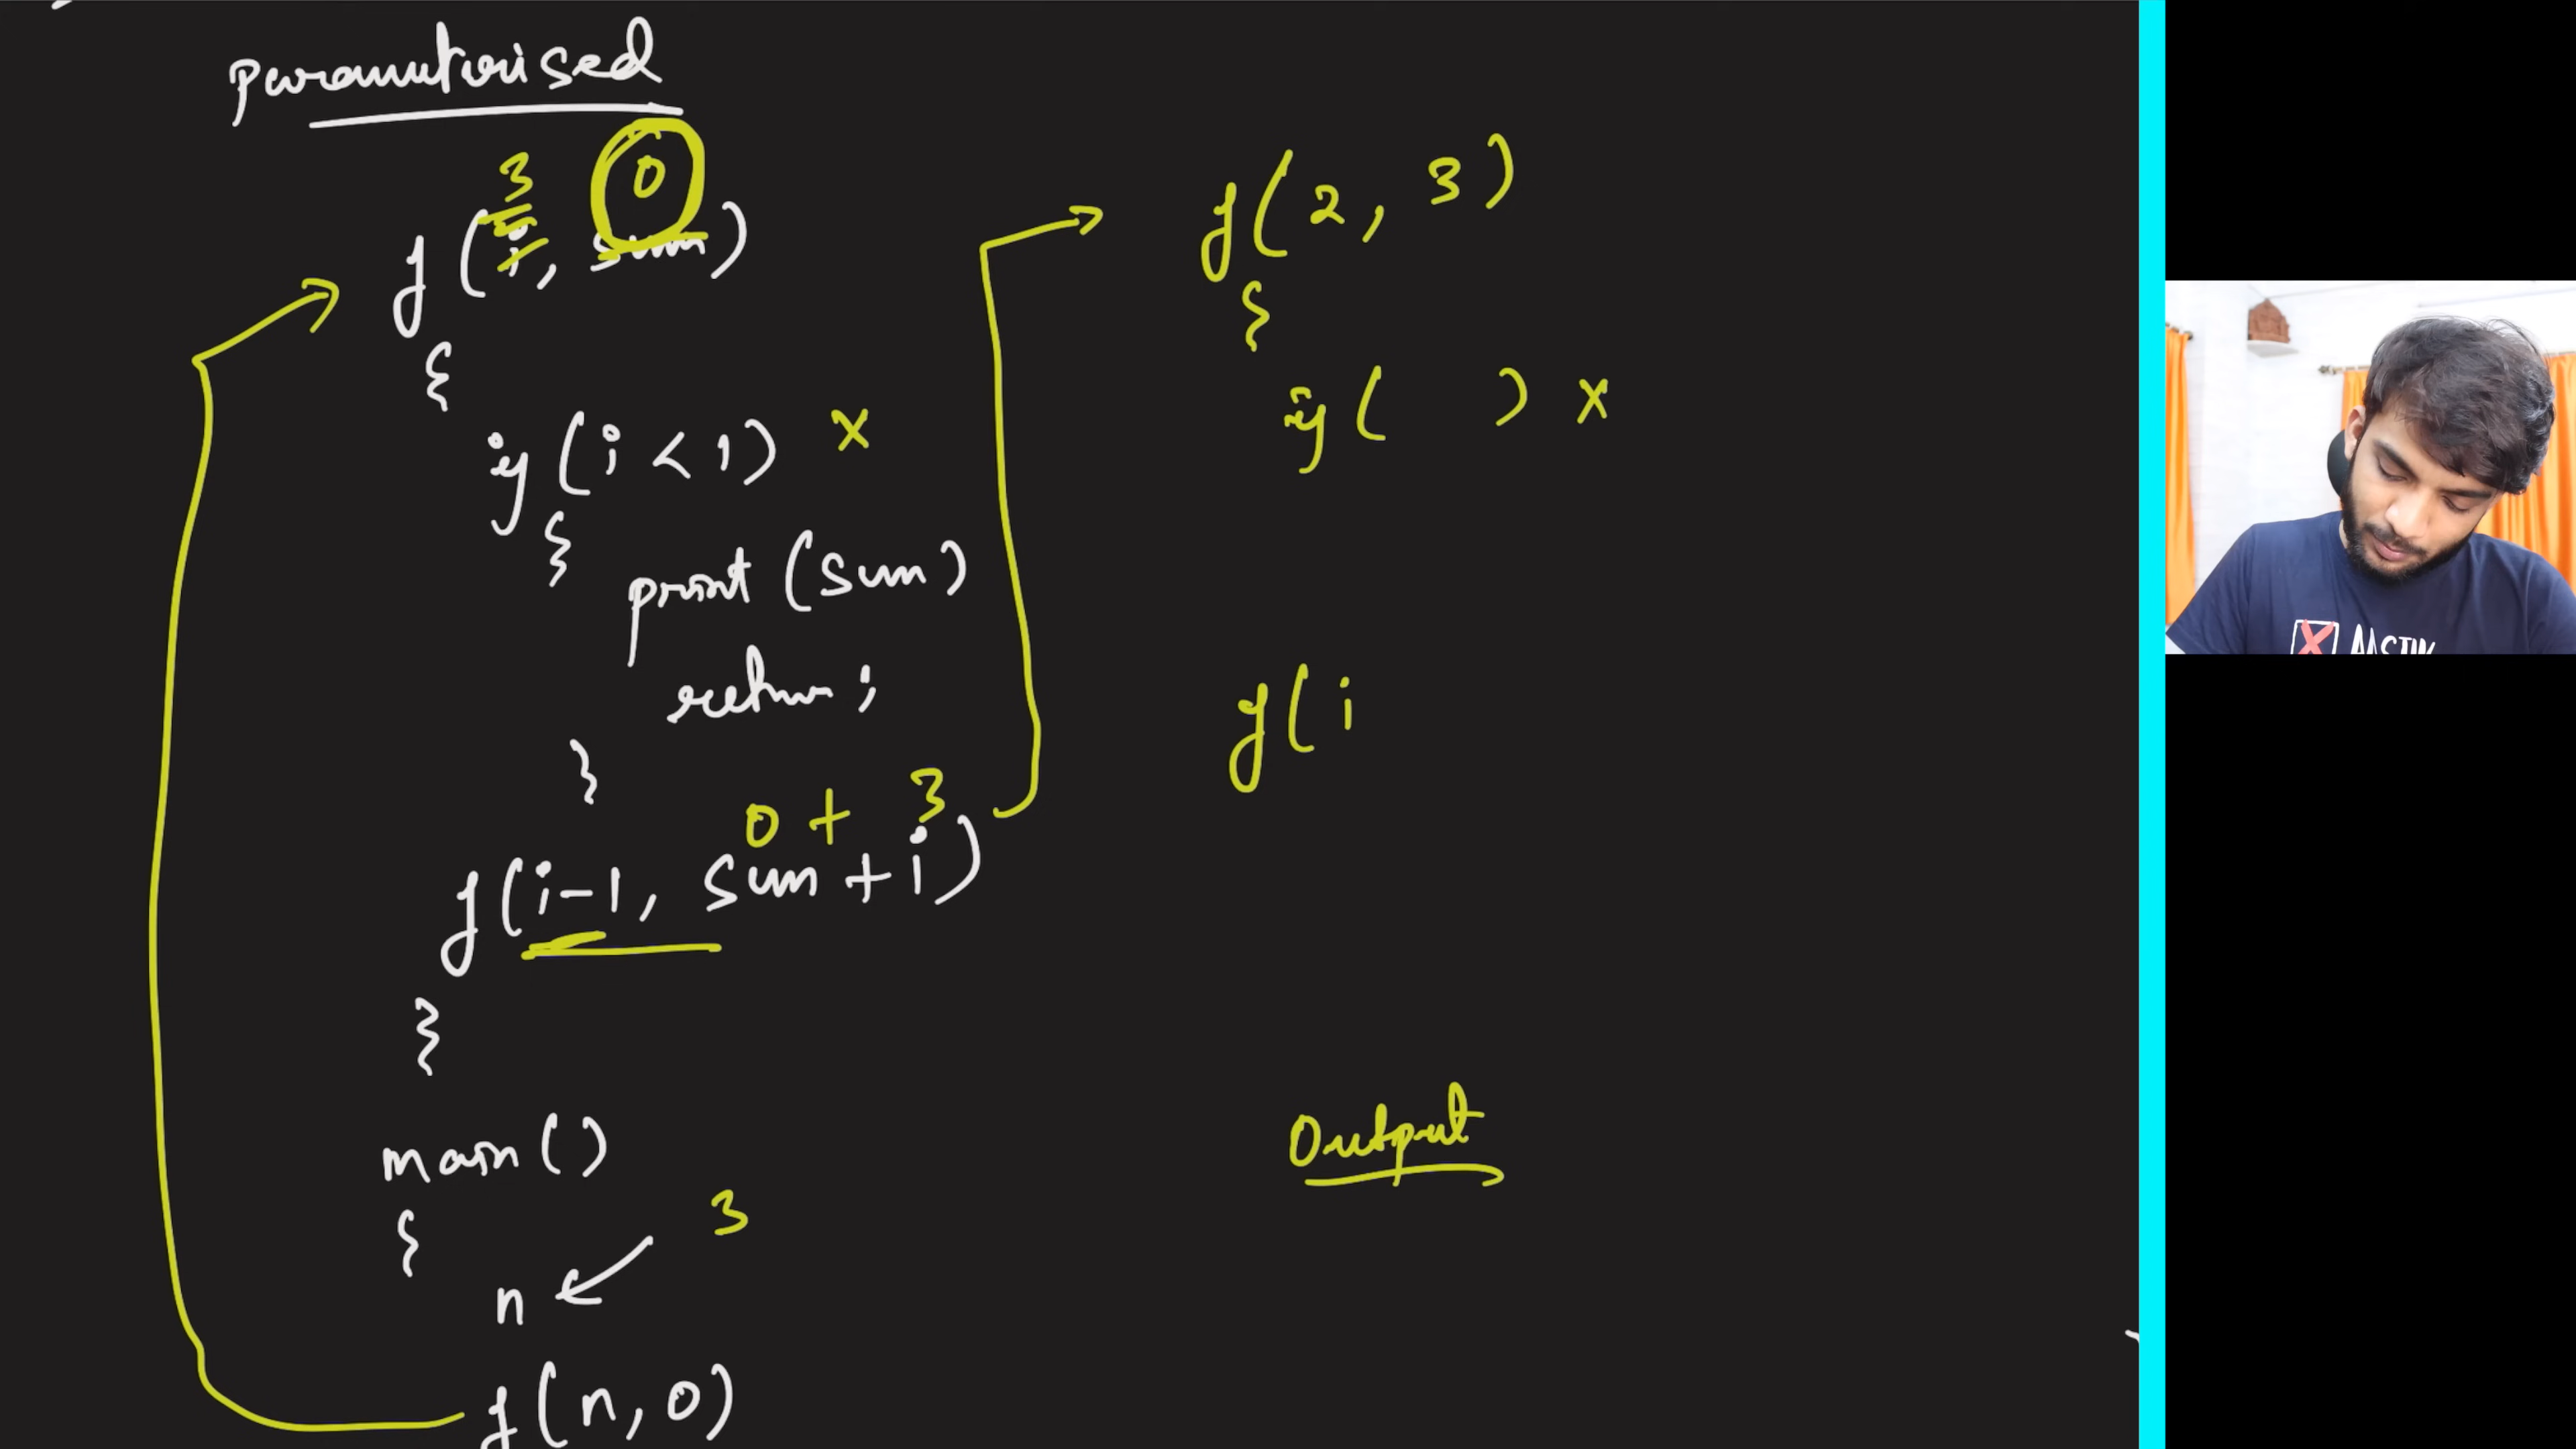 parameterised
3 0
f(i, sum)
{
if (i < 1) x
{
print (sum)
return;
}
0 + 3
f(i-1, sum+i)
}
main()
{
3
n
f(n, 0)
f(2, 3)
{
if ( ) x
f(i
Output